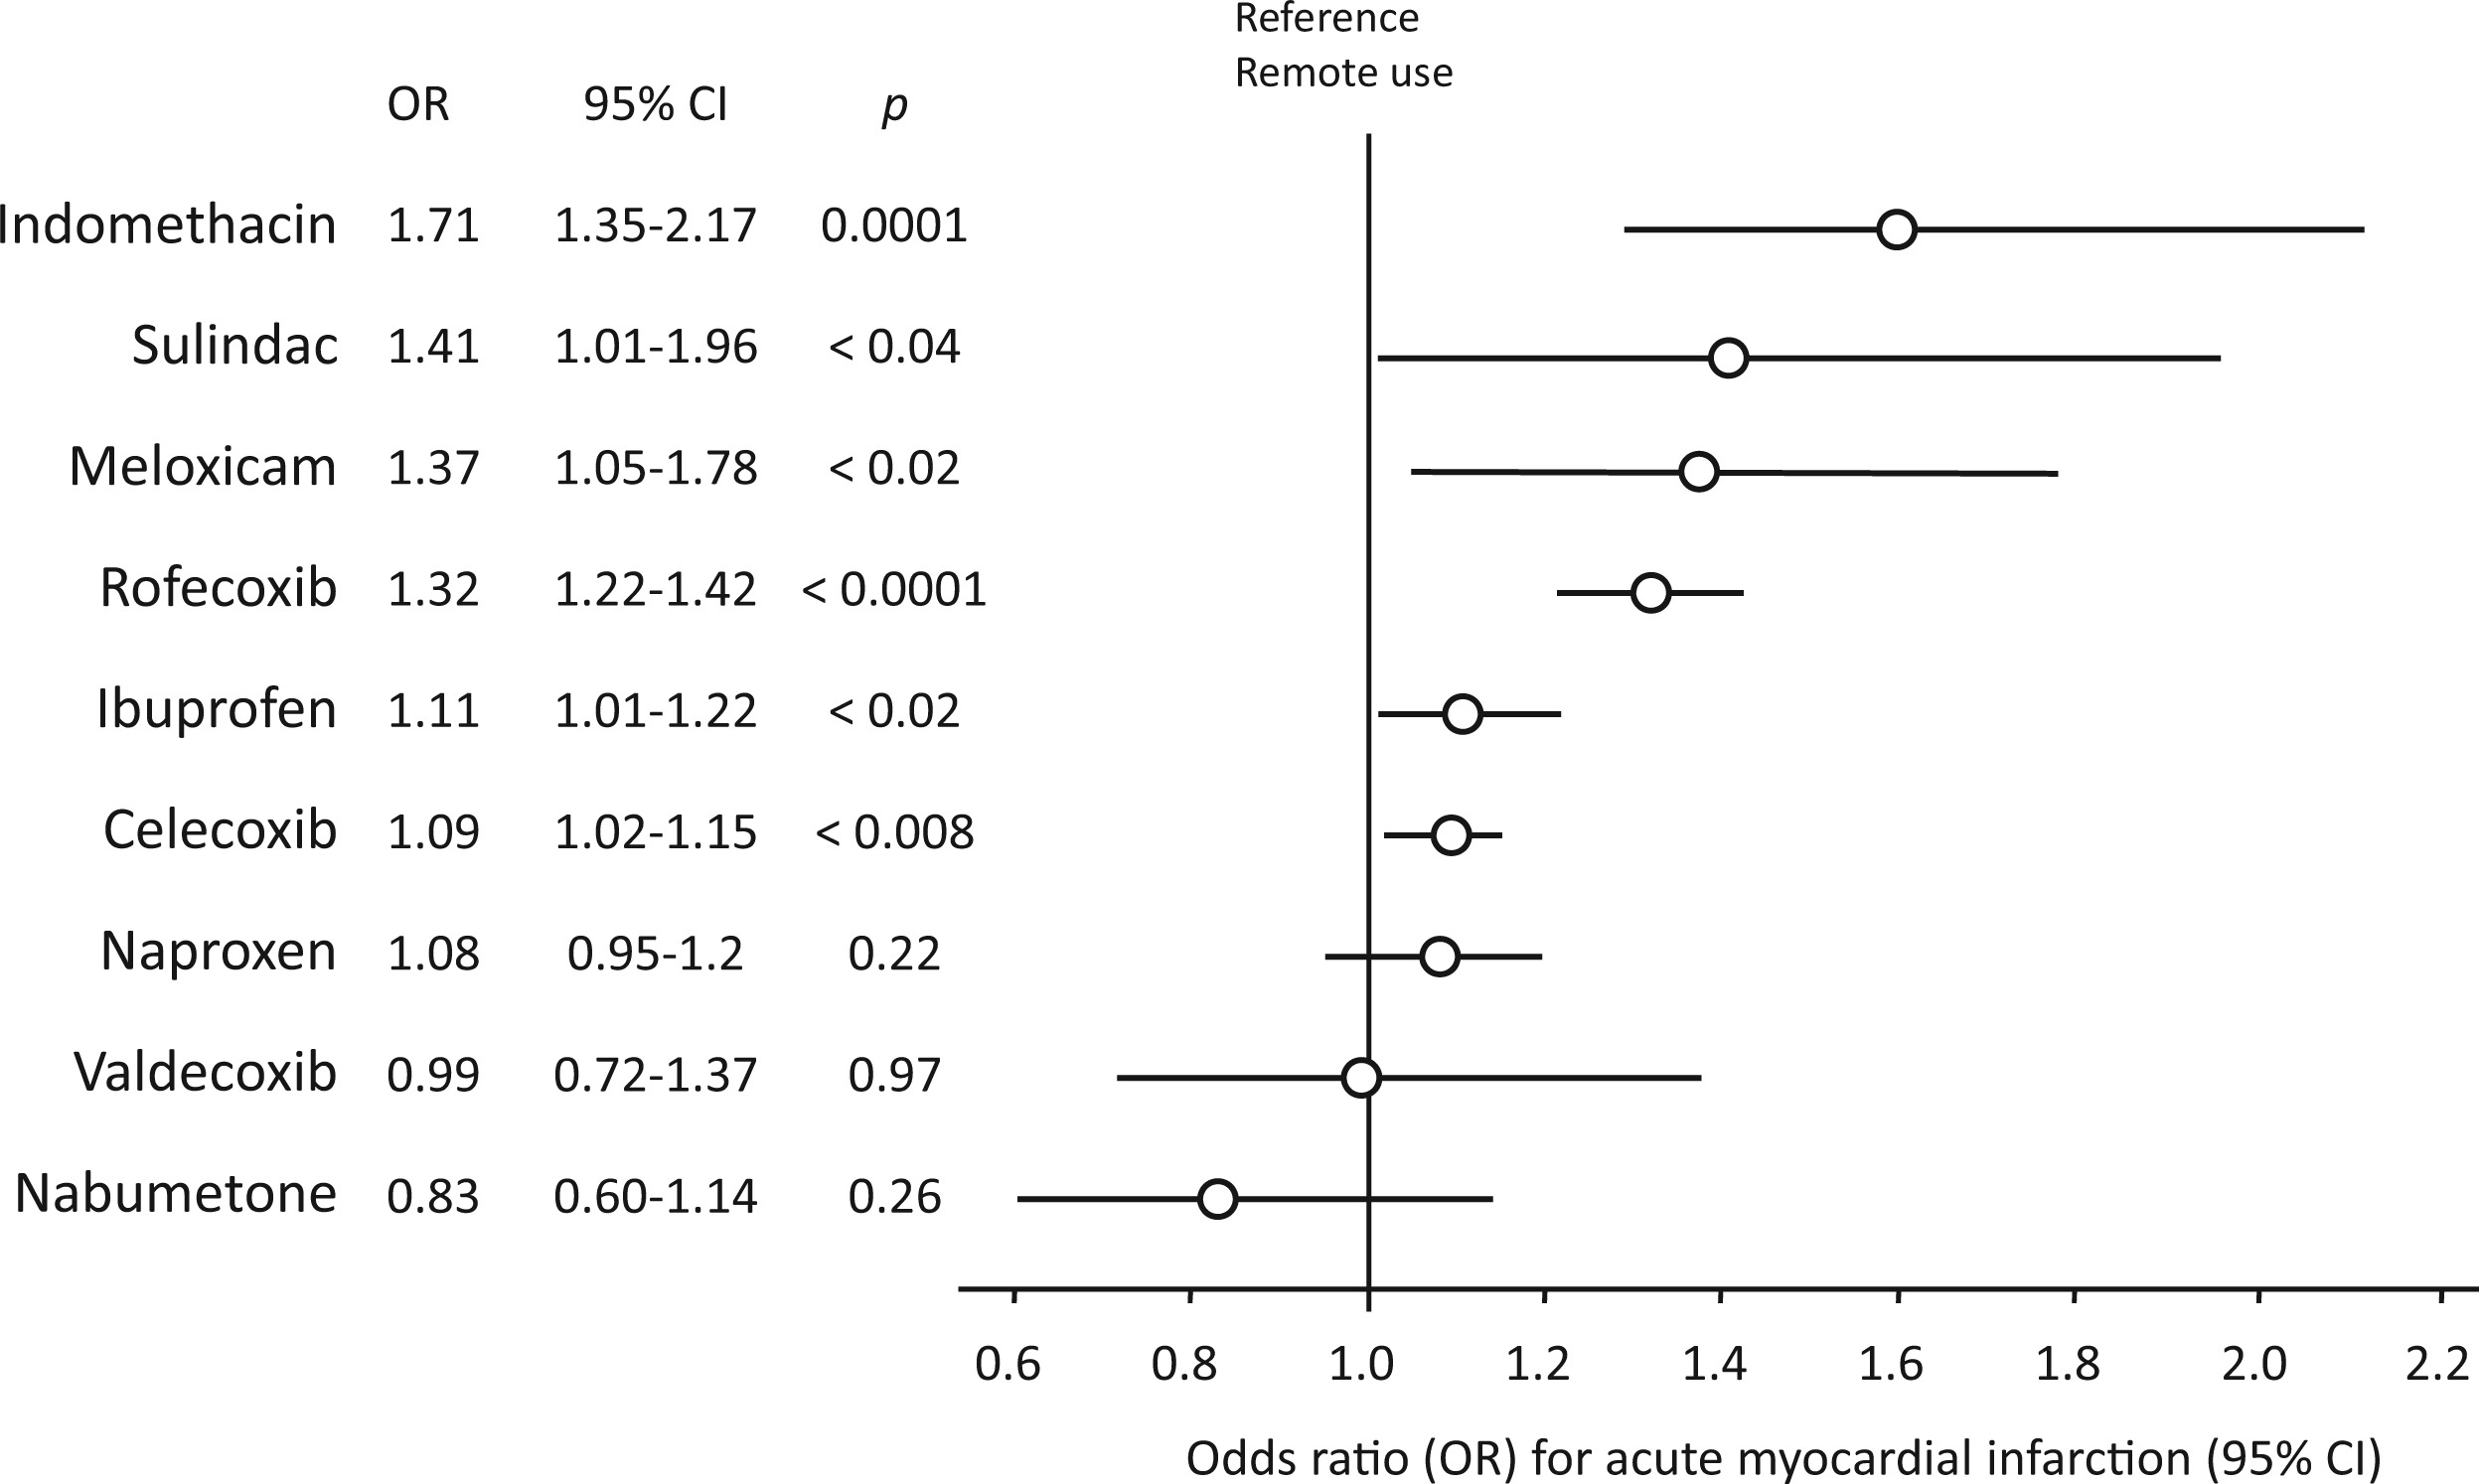 Reference
Remote use
OR 95% CI p
Indomethacin 1.71 1.35-2.17 0.0001
Sulindac 1.41 1.01-1.96 < 0.04
Meloxicam 1.37 1.05-1.78 < 0.02
Rofecoxib 1.32 1.22-1.42 < 0.0001
Ibuprofen 1.11 1.01-1.22 < 0.02
Celecoxib 1.09 1.02-1.15 < 0.008
Naproxen 1.08 0.95-1.2 0.22
Valdecoxib 0.99 0.72-1.37 0.97
Nabumetone 0.83 0.60-1.14 0.26
0.6 0.8 1.0 1.2 1.4 1.6 1.8 2.0 2.2
Odds ratio (OR) for acute myocardial infarction (95% CI)